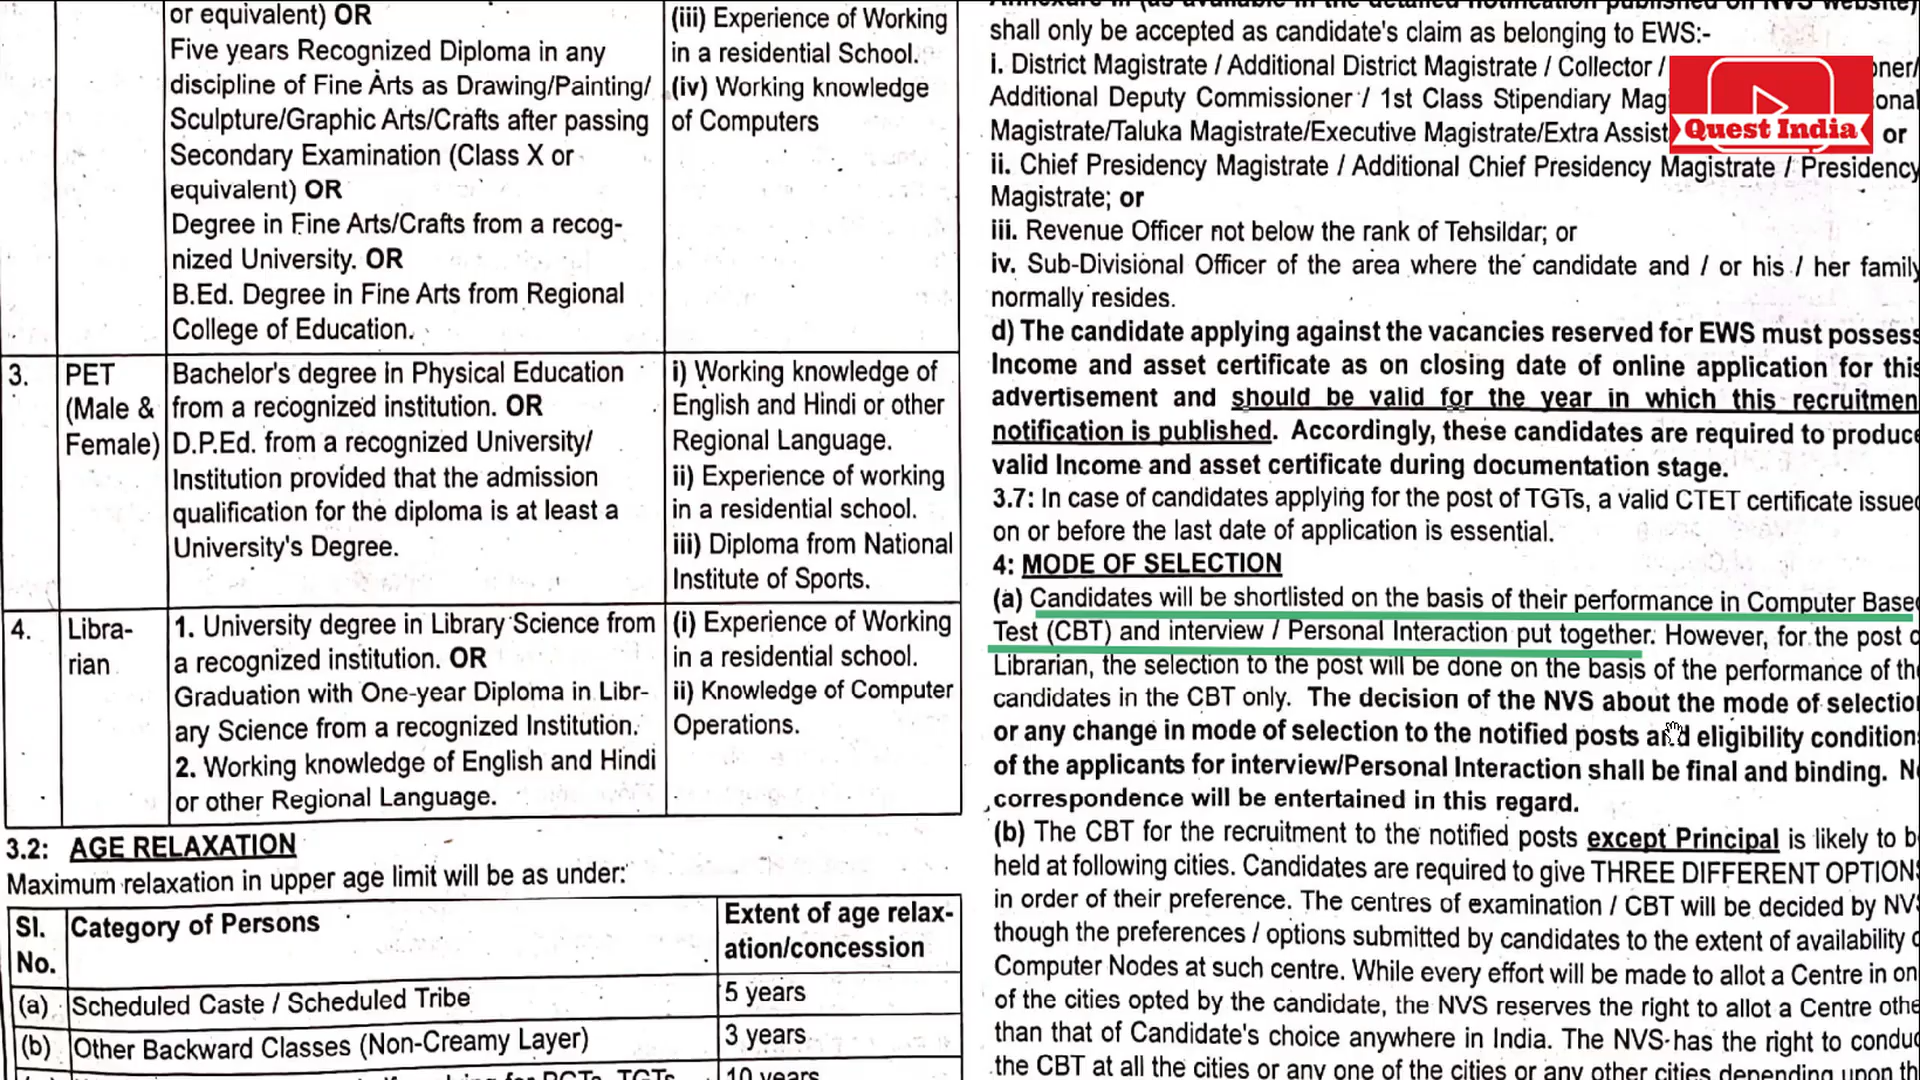 or equivalent) OR
Five years Recognized Diploma in any
discipline of Fine Arts as Drawing/Painting/
Sculpture/Graphic Arts/Crafts after passing
Secondary Examination (Class X or
equivalent) OR
Degree in Fine Arts/Crafts from a recog-
nized University. OR
B.Ed. Degree in Fine Arts from Regional
College of Education.
(iii) Experience of Working
in a residential School.
(iv) Working knowledge
of Computers
3.
PET
(Male &
Female)
Bachelor's degree in Physical Education
from a recognized institution. OR
D.P.Ed. from a recognized University/
Institution provided that the admission
qualification for the diploma is at least a
University's Degree.
i) Working knowledge of
English and Hindi or other
Regional Language.
ii) Experience of working
in a residential school.
iii) Diploma from National
Institute of Sports.
4.
Libra-
rian
1. University degree in Library Science from
a recognized institution. OR
Graduation with One-year Diploma in Libr-
ary Science from a recognized Institution.
2. Working knowledge of English and Hindi
or other Regional Language.
(i) Experience of Working
in a residential school.
ii) Knowledge of Computer
Operations.
3.2: AGE RELAXATION
Maximum relaxation in upper age limit will be as under:
Sl.
No.
Category of Persons
Extent of age relax-
ation/concession
(a) Scheduled Caste / Scheduled Tribe 5 years
(b) Other Backward Classes (Non-Creamy Layer) 3 years
10 years
shall only be accepted as candidate's claim as belonging to EWS:-
i. District Magistrate / Additional District Magistrate / Collector /
Additional Deputy Commissioner / 1st Class Stipendiary
Magistrate/Taluka Magistrate/Executive Magistrate/Extra or
ii. Chief Presidency Magistrate / Additional Chief Presidency Magistrate / Presidency
Magistrate; or
iii. Revenue Officer not below the rank of Tehsildar; or
iv. Sub-Divisional Officer of the area where the candidate and / or his / her family
normally resides.
d) The candidate applying against the vacancies reserved for EWS must possess
Income and asset certificate as on closing date of online application for this
advertisement and should be valid for the year in which this recruitmen
notification is published. Accordingly, these candidates are required to produce
valid Income and asset certificate during documentation stage.
3.7: In case of candidates applying for the post of TGTs, a valid CTET certificate issued
on or before the last date of application is essential.
4: MODE OF SELECTION
(a) Candidates will be shortlisted on the basis of their performance in Computer Base
Test (CBT) and interview / Personal Interaction put together. However, for the post
Librarian, the selection to the post will be done on the basis of the performance of the
candidates in the CBT only. The decision of the NVS about the mode of selectio
or any change in mode of selection to the notified posts and eligibility condition
of the applicants for interview/Personal Interaction shall be final and binding. N
correspondence will be entertained in this regard.
(b) The CBT for the recruitment to the notified posts except Principal is likely to b
held at following cities. Candidates are required to give THREE DIFFERENT OPTION
in order of their preference. The centres of examination / CBT will be decided by NV
though the preferences / options submitted by candidates to the extent of availability
Computer Nodes at such centre. While every effort will be made to allot a Centre in on
of the cities opted by the candidate, the NVS reserves the right to allot a Centre othe
than that of Candidate's choice anywhere in India. The NVS has the right to conduc
the CBT at all the cities or any one of the cities or any other cities depending upon
Quest India